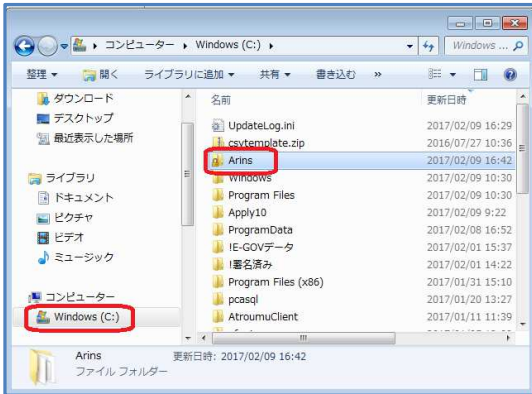 コンピューター ▸ Windows (C:) ▸
Windows ...
整理 ▼ 開く ライブラリに追加 ▼ 共有 ▼ 書き込む »
ダウンロード
デスクトップ
最近表示した場所
ライブラリ
ドキュメント
ピクチャ
ビデオ
ミュージック
コンピューター
Windows (C:)
名前 更新日時
UpdateLog.ini 2017/02/09 16:29
csvtemplate.zip 2016/07/27 10:36
Arins 2017/02/09 16:42
Windows 2017/02/09 10:30
Program Files 2017/02/09 10:30
Apply10 2017/02/09 9:22
ProgramData 2017/02/08 16:52
!E-GOVデータ 2017/02/01 15:37
!署名済み 2017/02/01 14:22
Program Files (x86) 2017/01/31 15:10
pcasql 2017/01/20 13:27
AtroumuClient 2017/01/11 11:39
Arins 更新日時: 2017/02/09 16:42
ファイル フォルダー